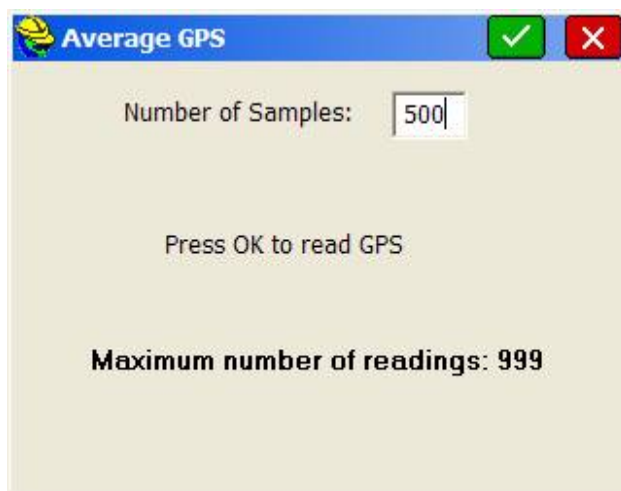 Average GPS
Number of Samples: 500
Press OK to read GPS
Maximum number of readings: 999